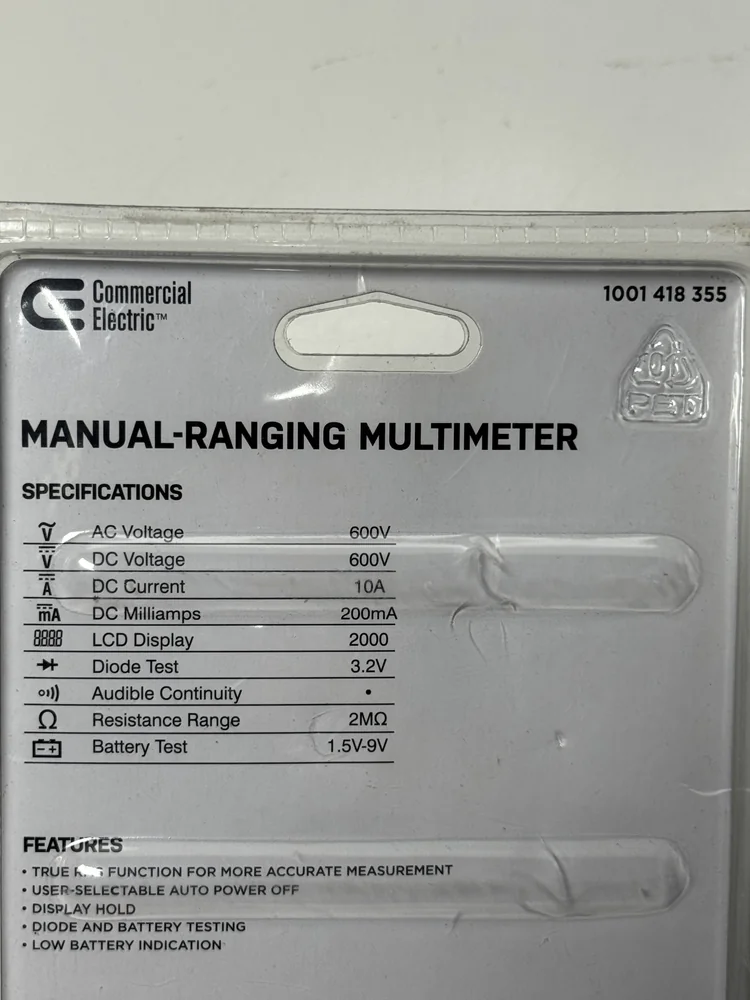 Commercial
Electric™
1001 418 355
PETD
MANUAL-RANGING MULTIMETER
SPECIFICATIONS
Ṽ AC Voltage 600V
V DC Voltage 600V
A DC Current 10A
mA DC Milliamps 200mA
8888 LCD Display 2000
Diode Test 3.2V
Audible Continuity •
Ω Resistance Range 2MΩ
Battery Test 1.5V-9V
FEATURES
• TRUE FUNCTION FOR MORE ACCURATE MEASUREMENT
• USER-SELECTABLE AUTO POWER OFF
• DISPLAY HOLD
• DIODE AND BATTERY TESTING
• LOW BATTERY INDICATION